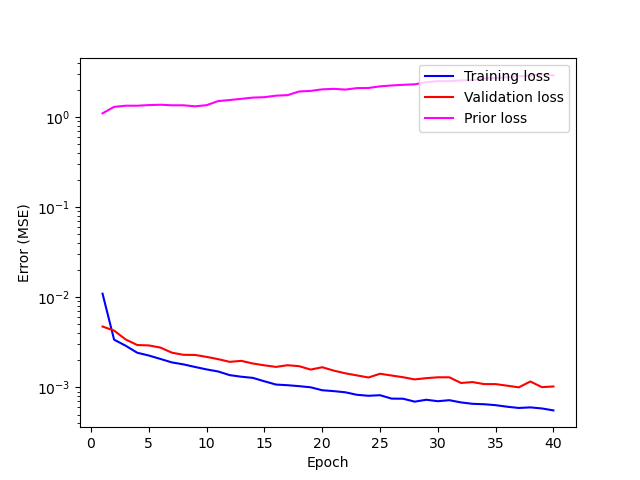 Training loss
Validation loss
Prior loss
10⁰
10⁻¹
10⁻²
10⁻³
Error (MSE)
0 5 10 15 20 25 30 35 40
Epoch